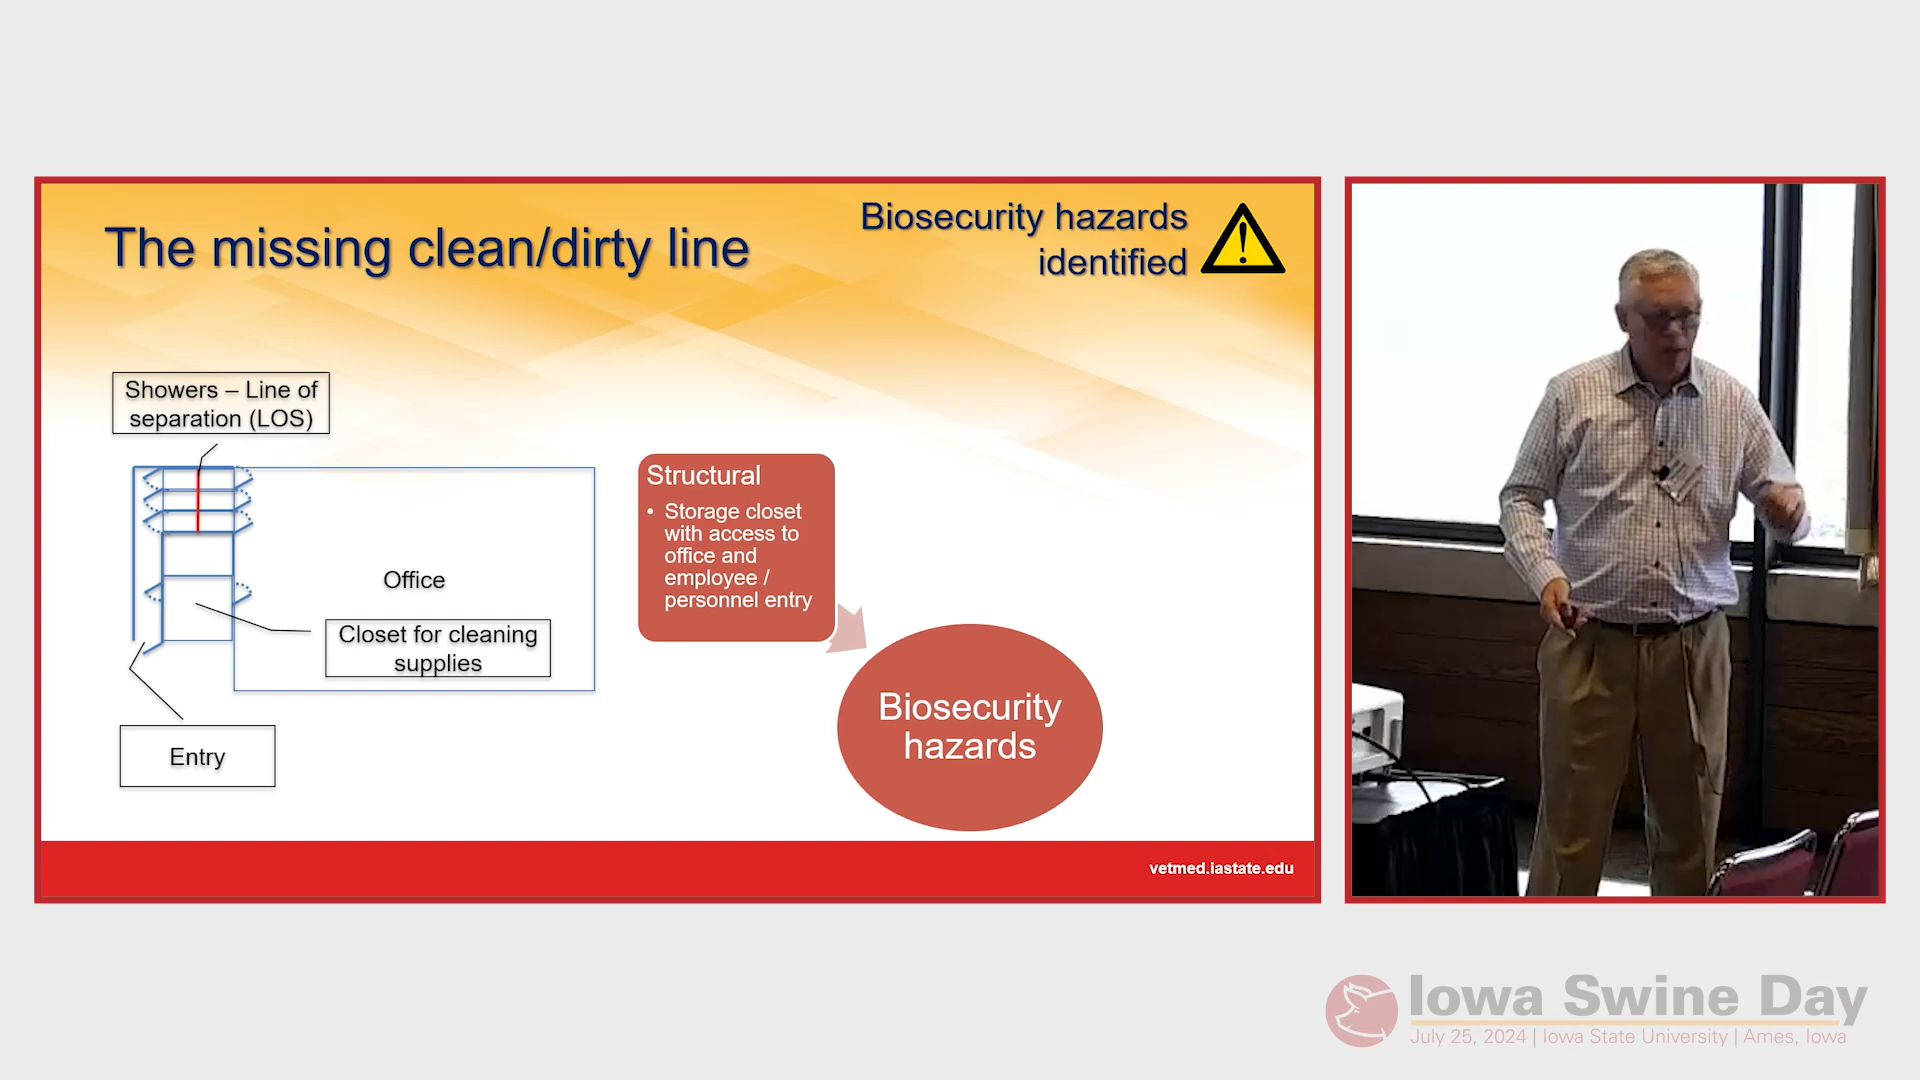 The missing clean/dirty line
Biosecurity hazards
identified
Showers – Line of
separation (LOS)
Office
Closet for cleaning
supplies
Entry
Structural
• Storage closet
with access to
office and
employee /
personnel entry
Biosecurity
hazards
vetmed.iastate.edu
Iowa Swine Day
July 25, 2024 | Iowa State University | Ames, Iowa